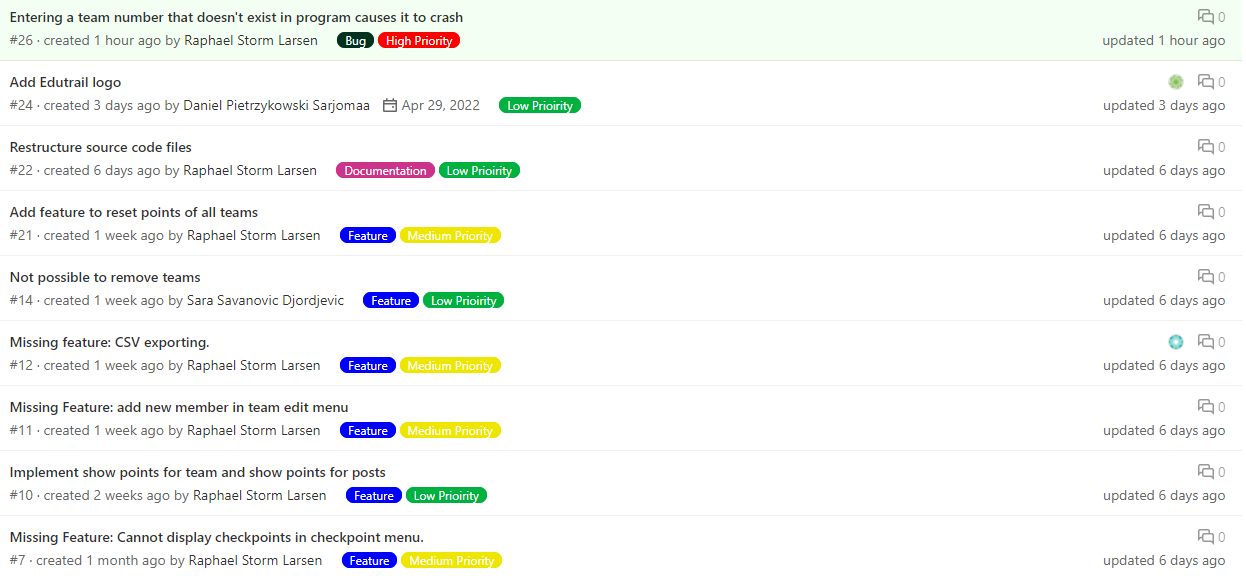 Entering a team number that doesn't exist in program causes it to crash 0
#26 · created 1 hour ago by Raphael Storm Larsen Bug High Priority updated 1 hour ago
Add Edutrail logo 0
#24 · created 3 days ago by Daniel Pietrzykowski Sarjomaa Apr 29, 2022 Low Prioirity updated 3 days ago
Restructure source code files 0
#22 · created 6 days ago by Raphael Storm Larsen Documentation Low Prioirity updated 6 days ago
Add feature to reset points of all teams 0
#21 · created 1 week ago by Raphael Storm Larsen Feature Medium Priority updated 6 days ago
Not possible to remove teams 0
#14 · created 1 week ago by Sara Savanovic Djordjevic Feature Low Prioirity updated 6 days ago
Missing feature: CSV exporting. 0
#12 · created 1 week ago by Raphael Storm Larsen Feature Medium Priority updated 6 days ago
Missing Feature: add new member in team edit menu 0
#11 · created 1 week ago by Raphael Storm Larsen Feature Medium Priority updated 6 days ago
Implement show points for team and show points for posts 0
#10 · created 2 weeks ago by Raphael Storm Larsen Feature Low Prioirity updated 6 days ago
Missing Feature: Cannot display checkpoints in checkpoint menu. 0
#7 · created 1 month ago by Raphael Storm Larsen Feature Medium Priority updated 6 days ago